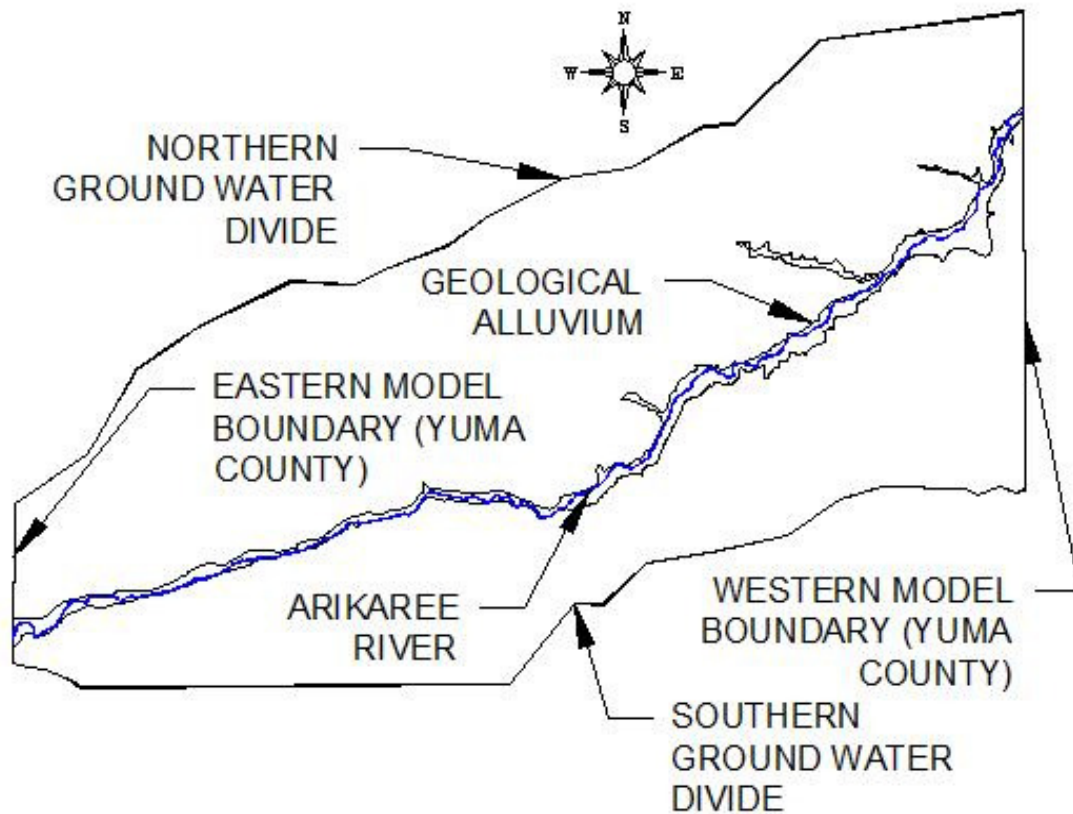 N
W E
S
NORTHERN
GROUND WATER
DIVIDE
GEOLOGICAL
ALLUVIUM
EASTERN MODEL
BOUNDARY (YUMA
COUNTY)
ARIKAREE
RIVER
WESTERN MODEL
BOUNDARY (YUMA
COUNTY)
SOUTHERN
GROUND WATER
DIVIDE